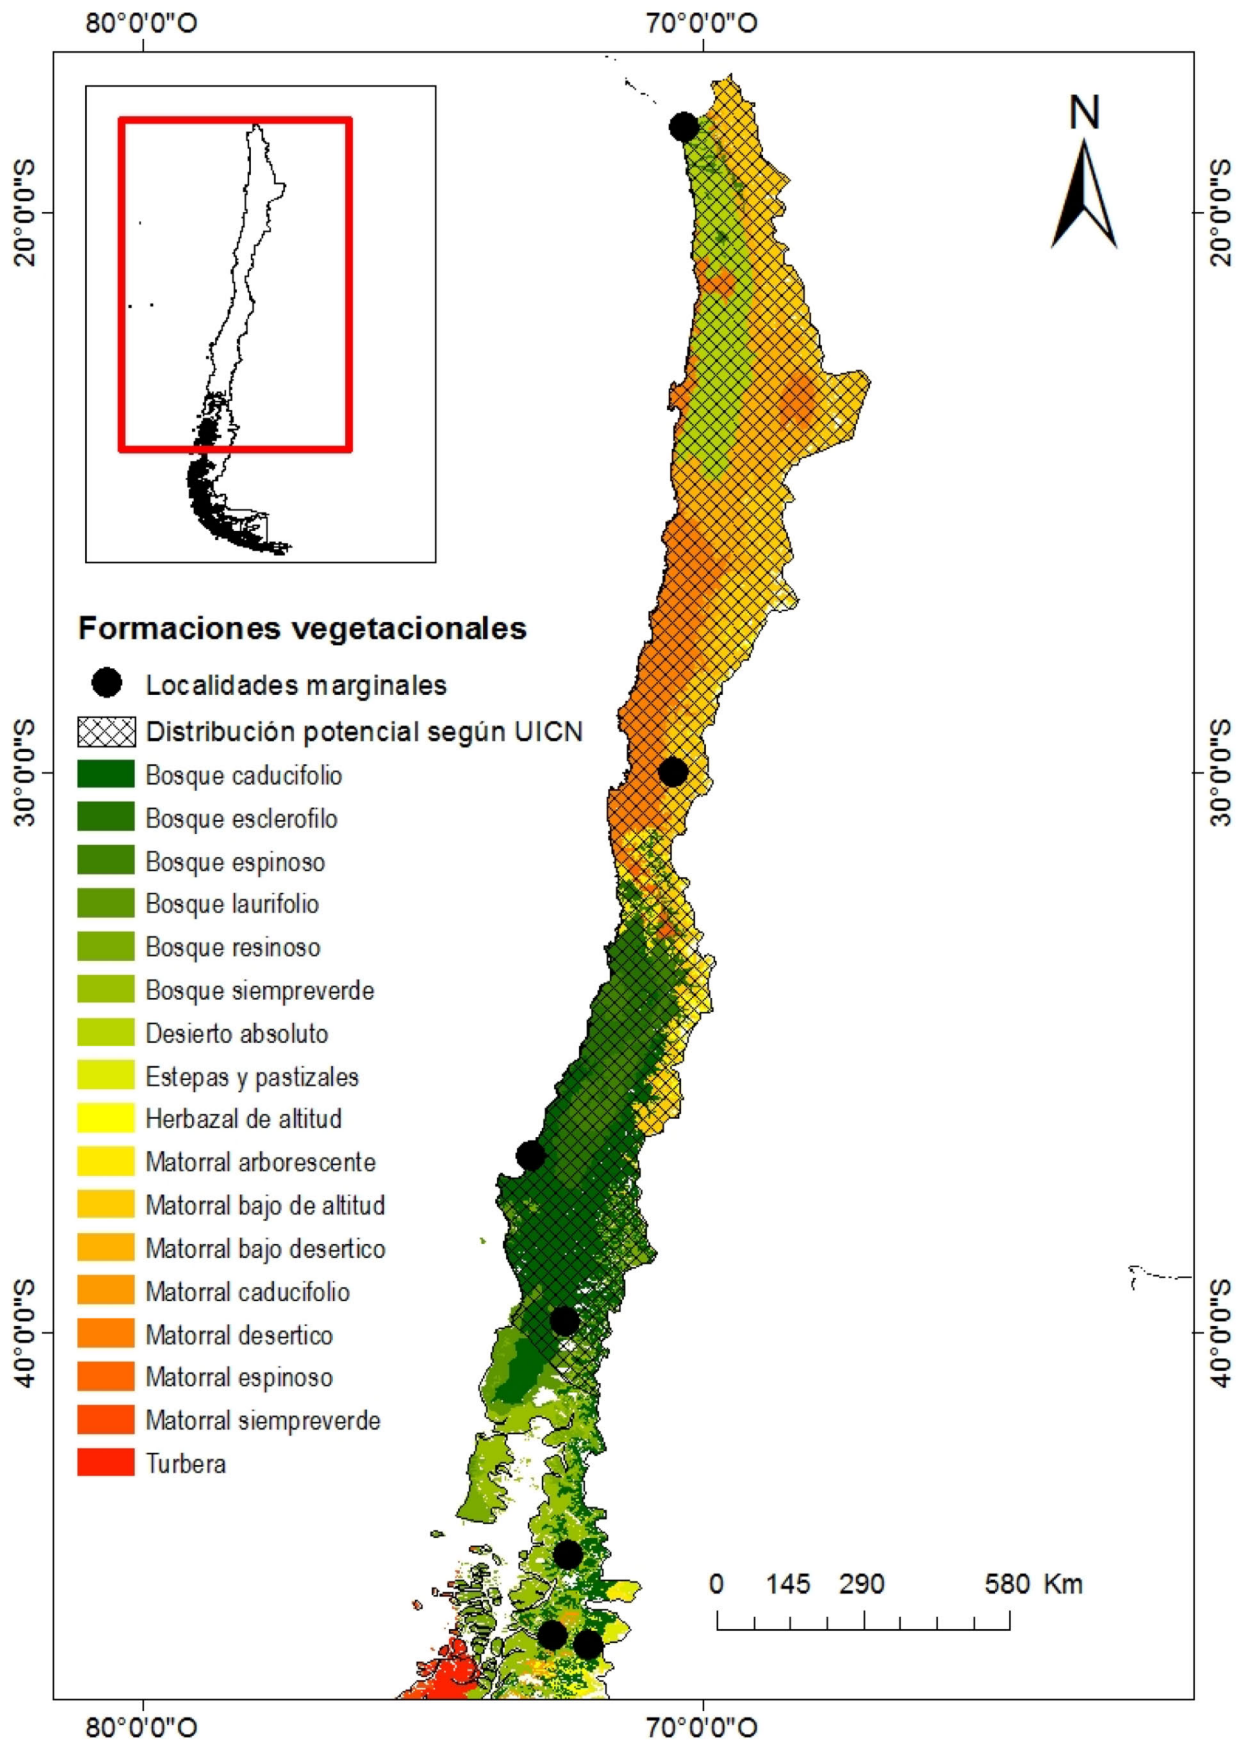 80°0'0"O 70°0'0"O
N
20°0'0"S 20°0'0"S
Formaciones vegetacionales
Localidades marginales
Distribución potencial según UICN
30°0'0"S 30°0'0"S
Bosque caducifolio
Bosque esclerofilo
Bosque espinoso
Bosque laurifolio
Bosque resinoso
Bosque siempreverde
Desierto absoluto
Estepas y pastizales
Herbazal de altitud
Matorral arborescente
Matorral bajo de altitud
Matorral bajo desertico
Matorral caducifolio
40°0'0"S 40°0'0"S
Matorral desertico
Matorral espinoso
Matorral siempreverde
Turbera
0 145 290 580 Km
80°0'0"O 70°0'0"O